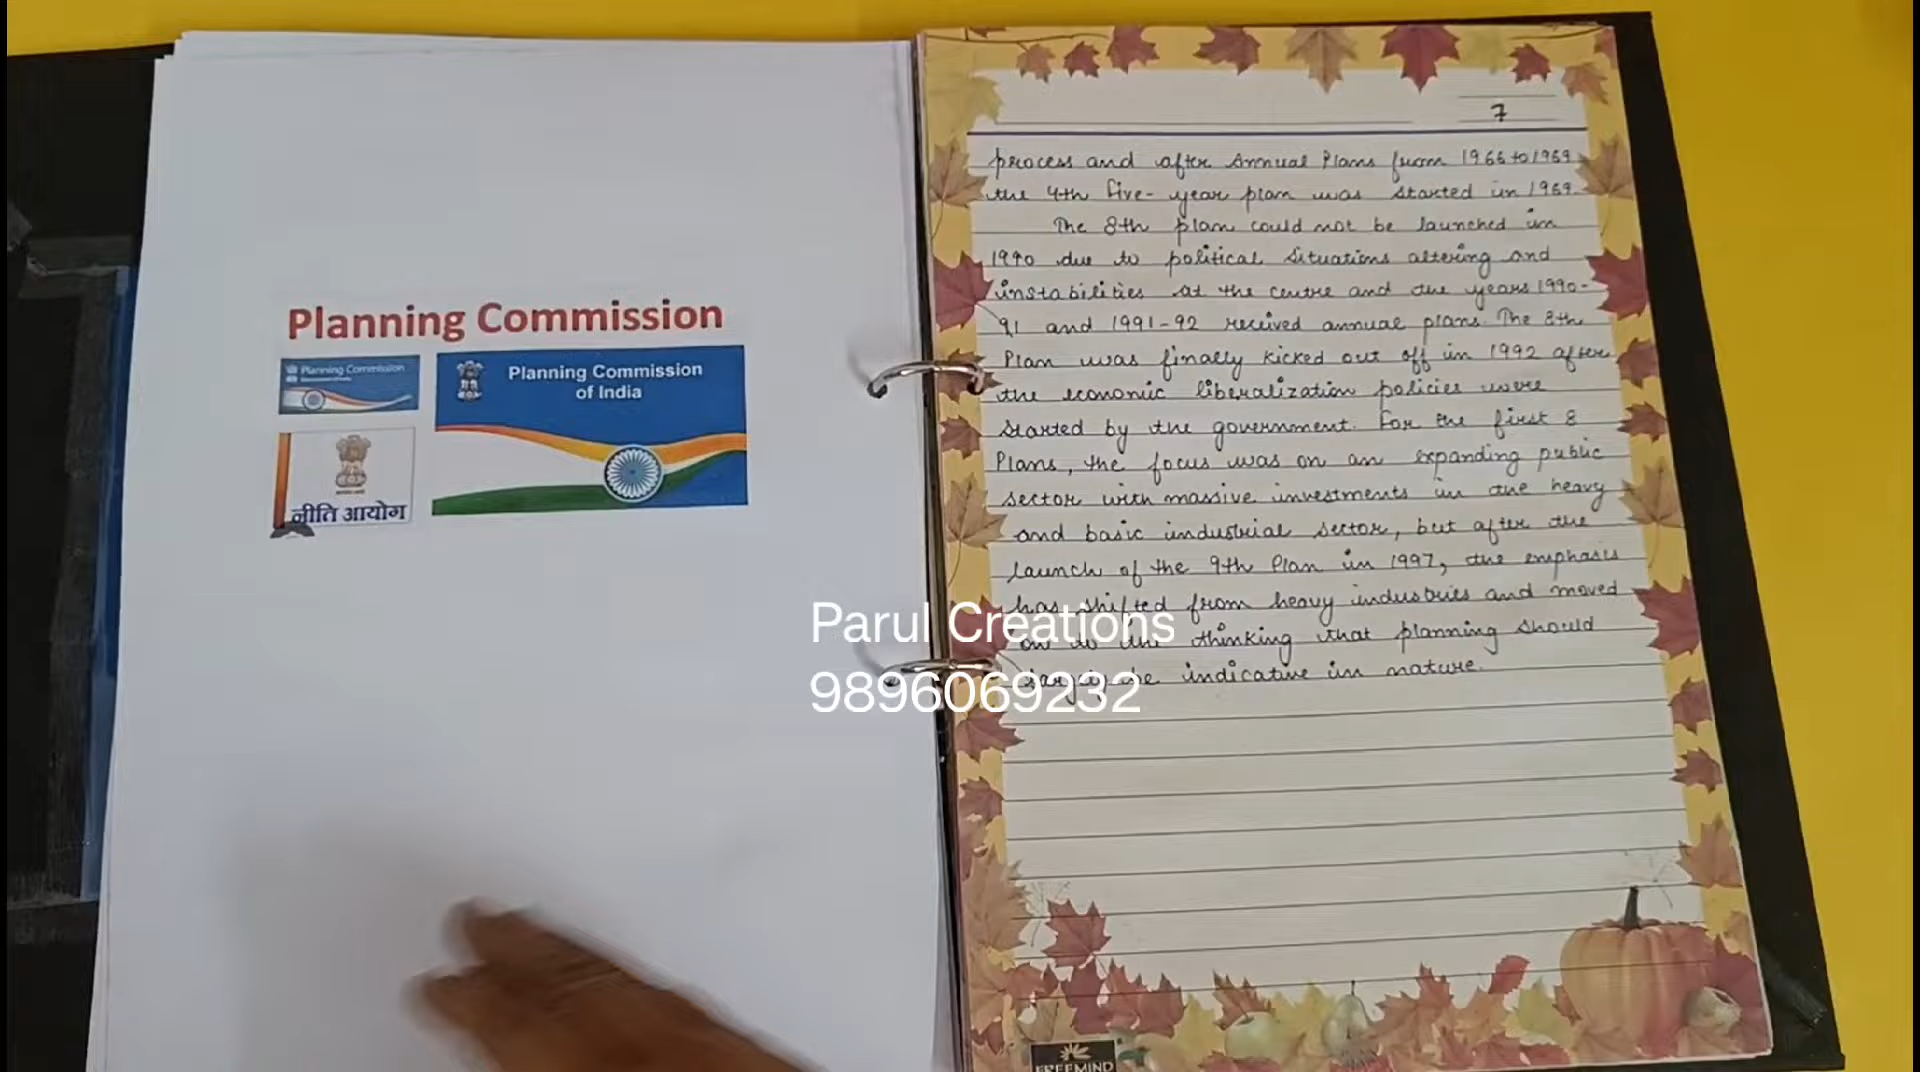 Planning Commission
Planning Commission
Planning Commission
of India
नीति आयोग
7
process and after Annual Plans from 1966 to 1969
the 4th five-year plan was started in 1969.
The 8th plan could not be launched in
1990 due to political situations altering and
instabilities at the centre and the years 1990-
91 and 1991-92 received annual plans. The 8th
Plan was finally kicked out off in 1992 after
the economic liberalization policies were
started by the government. For the first 8
Plans, the focus was on an expanding public
sector with massive investments in the heavy
and basic industrial sector, but after the
launch of the 9th Plan in 1997, the emphasis
has shifted from heavy industries and moved
on to the thinking that planning should
be indicative in nature.
Parul Creations
9896069232
FREEMIND